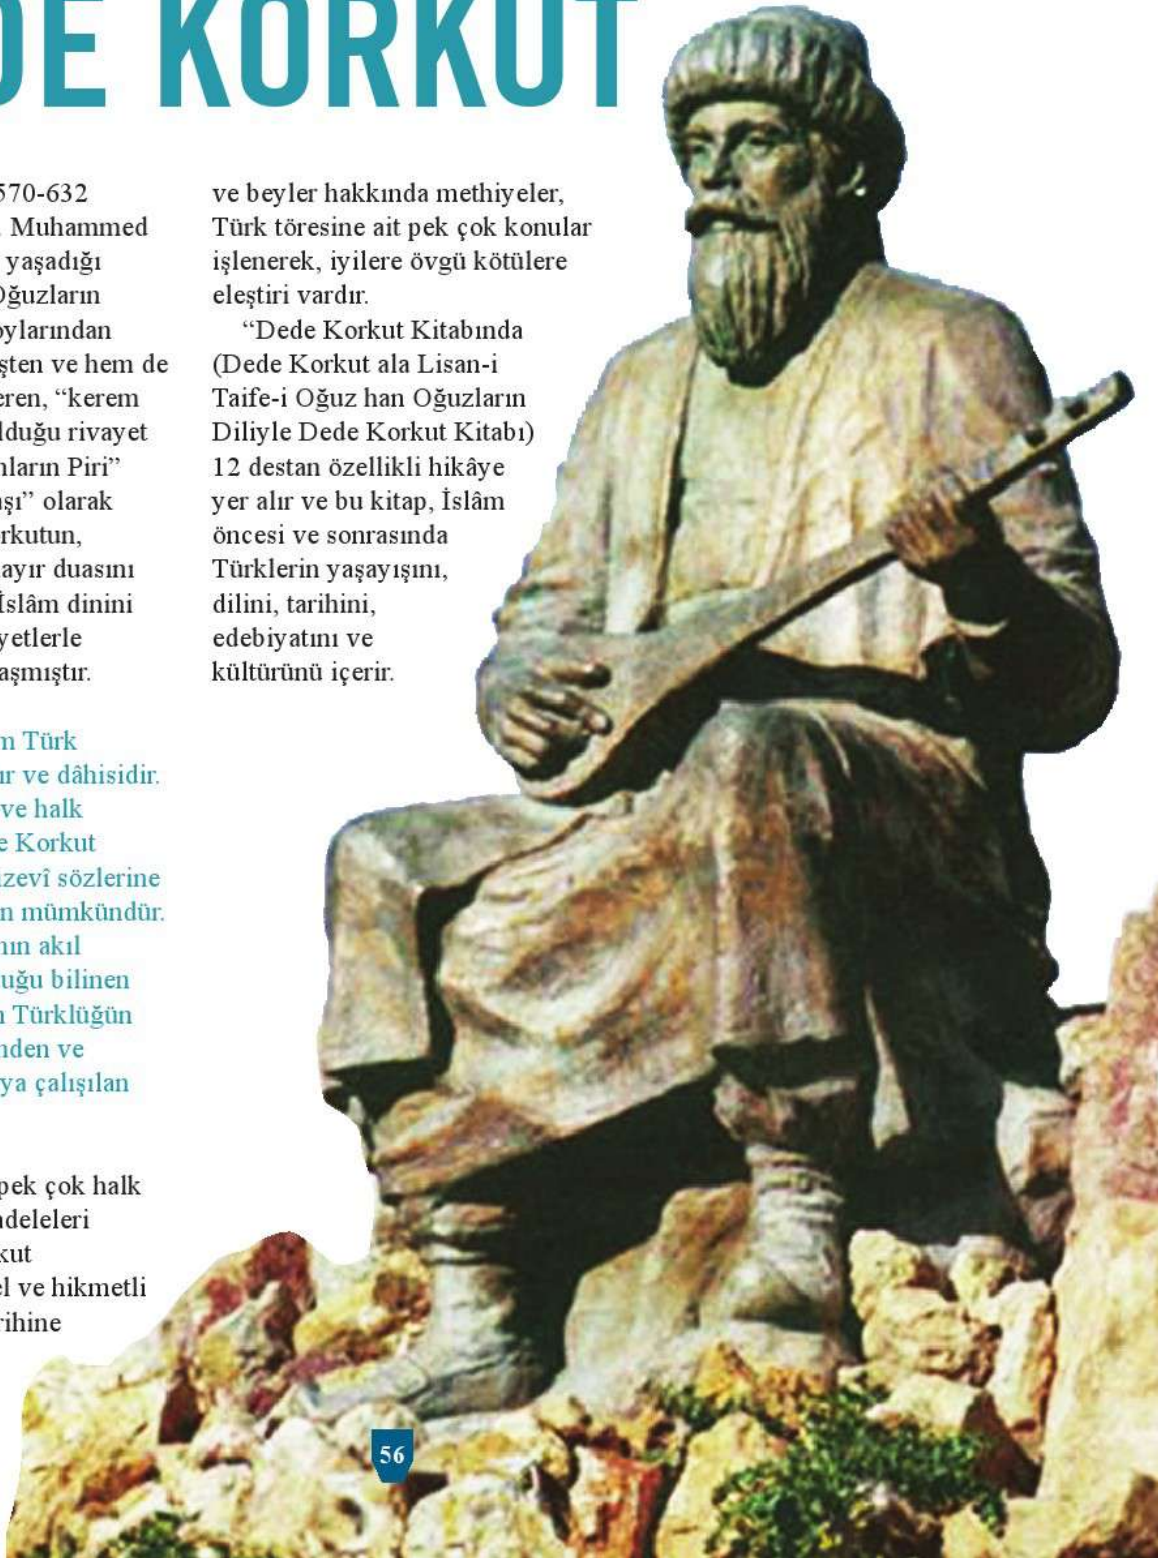 DE KORKUT
570-632
Muhammed
yaşadığı
Oğuzların
oylarından
şten ve hem de
eren, “kerem
lduğu rivayet
nların Piri”
aşı” olarak
rkutun,
ayır duasını
İslâm dinini
yetlerle
aşmıştır.
m Türk
ır ve dâhisidir.
ve halk
e Korkut
izevî sözlerine
n mümkündür.
nın akıl
uğu bilinen
n Türklüğün
nden ve
ya çalışılan
pek çok halk
adeleleri
kut
el ve hikmetli
rihine
ve beyler hakkında methiyeler,
Türk töresine ait pek çok konular
işlenerek, iyilere övgü kötülere
eleştiri vardır.
“Dede Korkut Kitabında
(Dede Korkut ala Lisan-i
Taife-i Oğuz han Oğuzların
Diliyle Dede Korkut Kitabı)
12 destan özellikli hikâye
yer alır ve bu kitap, İslâm
öncesi ve sonrasında
Türklerin yaşayışını,
dilini, tarihini,
edebiyatını ve
kültürünü içerir.
56